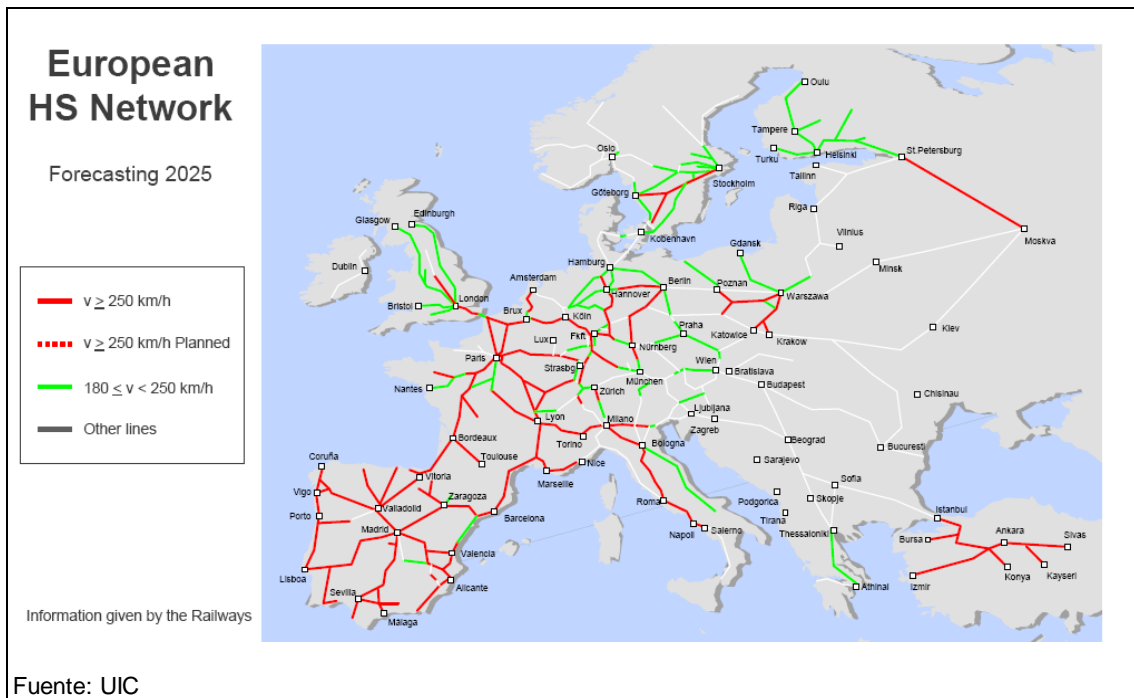 European
HS Network
Forecasting 2025
v ≥ 250 km/h
v ≥ 250 km/h Planned
180 ≤ v < 250 km/h
Other lines
Information given by the Railways
Oulu
Tampere
Turku
Helsinki
St.Petersburg
Tallinn
Oslo
Stockholm
Göteborg
Riga
Moskva
Glasgow
Edinburgh
Kobenhavn
Vilnius
Gdansk
Minsk
Dublin
Hamburg
Amsterdam
Hannover
Berlin
Poznan
Warszawa
Bristol
London
Brux
Köln
Fkft
Praha
Katowice
Krakow
Kiev
Lux
Nürnberg
Paris
Strasbg
Wien
Bratislava
Nantes
München
Budapest
Zürich
Chisinau
Lyon
Milano
Ljubljana
Zagreb
Bordeaux
Torino
Bologna
Beograd
Bucuresti
Coruña
Toulouse
Nice
Sarajevo
Vitoria
Marseille
Sofia
Vigo
Zaragoza
Roma
Podgorica
Skopje
Istanbul
Porto
Valladolid
Barcelona
Tirana
Ankara
Sivas
Madrid
Napoli
Salerno
Thessaloniki
Bursa
Valencia
Konya
Kayseri
Lisboa
Alicante
Athinai
Izmir
Sevilla
Málaga
Fuente: UIC